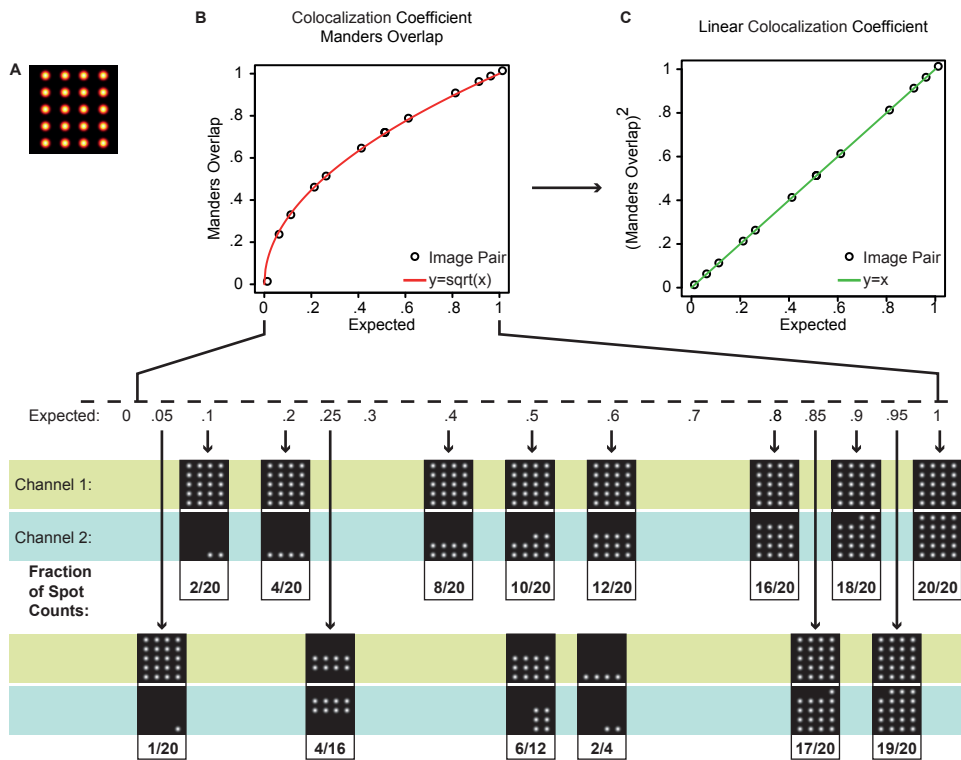 A
B
Colocalization Coefficient
Manders Overlap
Manders Overlap
1
.8
.6
.4
.2
0
0 .2 .4 .6 .8 1
Expected
Image Pair
y=sqrt(x)
C
Linear Colocalization Coefficient
(Manders Overlap)2
1
.8
.6
.4
.2
0
0 .2 .4 .6 .8 1
Expected
Image Pair
y=x
Expected: 0 .05 .1 .2 .25 .3 .4 .5 .6 .7 .8 .85 .9 .95 1
Channel 1:
Channel 2:
Fraction
of Spot
Counts:
2/20 4/20 8/20 10/20 12/20 16/20 18/20 20/20
1/20 4/16 6/12 2/4 17/20 19/20